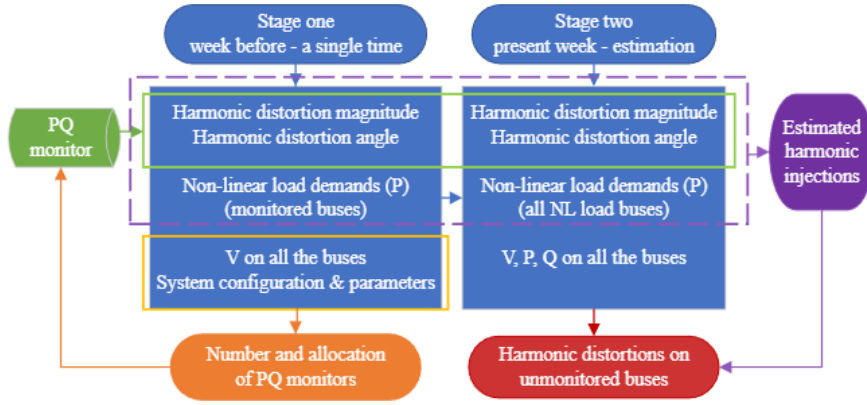 Stage one
week before - a single time
Stage two
present week - estimation
PQ
monitor
Harmonic distortion magnitude
Harmonic distortion angle
Non-linear load demands (P)
(monitored buses)
V on all the buses
System configuration & parameters
Harmonic distortion magnitude
Harmonic distortion angle
Non-linear load demands (P)
(all NL load buses)
V, P, Q on all the buses
Estimated
harmonic
injections
Number and allocation
of PQ monitors
Harmonic distortions on
unmonitored buses